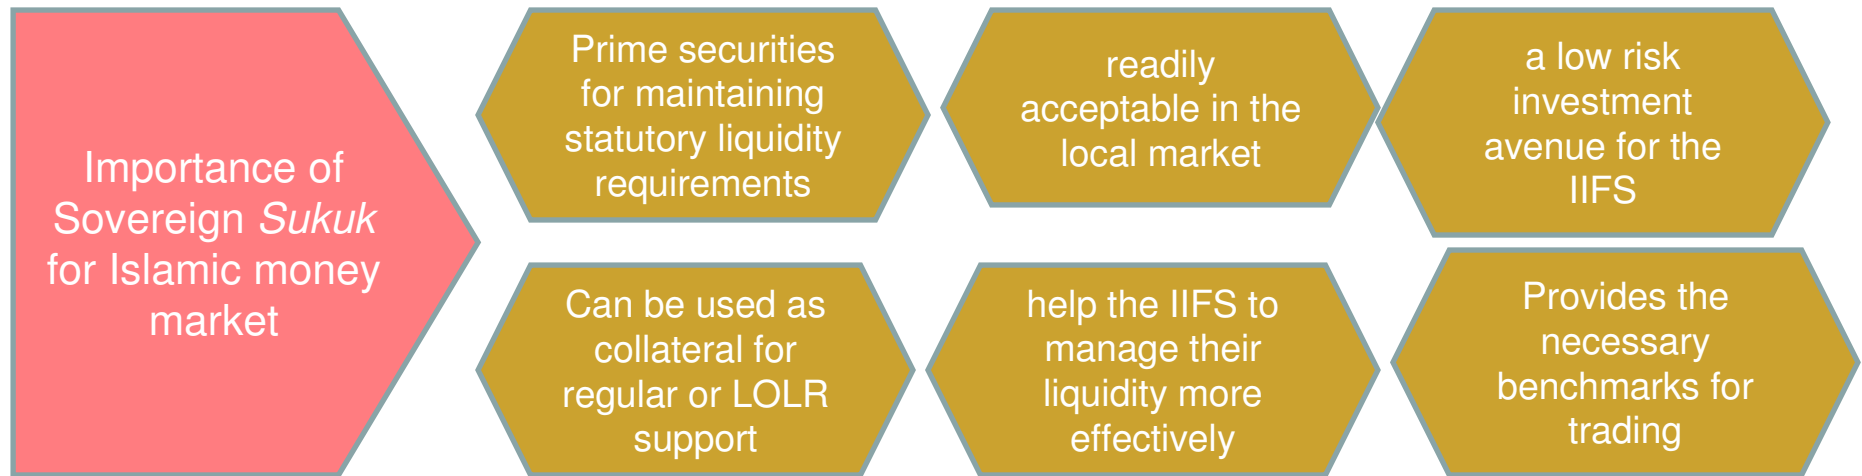 Importance of
Sovereign Sukuk
for Islamic money
market
Prime securities
for maintaining
statutory liquidity
requirements
readily
acceptable in the
local market
a low risk
investment
avenue for the
IIFS
Can be used as
collateral for
regular or LOLR
support
help the IIFS to
manage their
liquidity more
effectively
Provides the
necessary
benchmarks for
trading